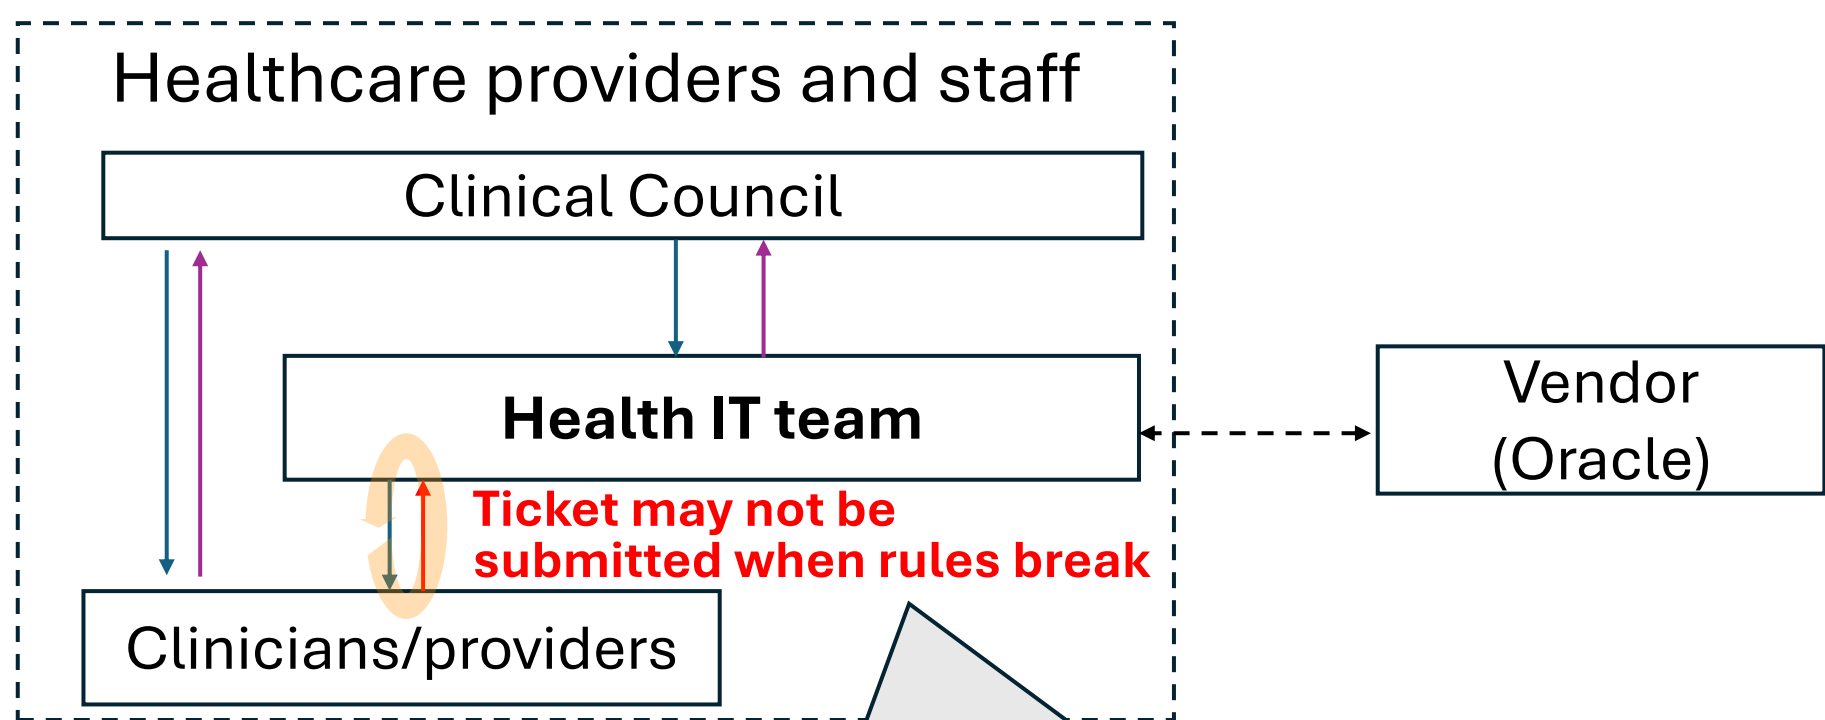 Healthcare providers and staff
Clinical Council
Health IT team
Vendor
(Oracle)
Ticket may not be
submitted when rules break
Clinicians/providers